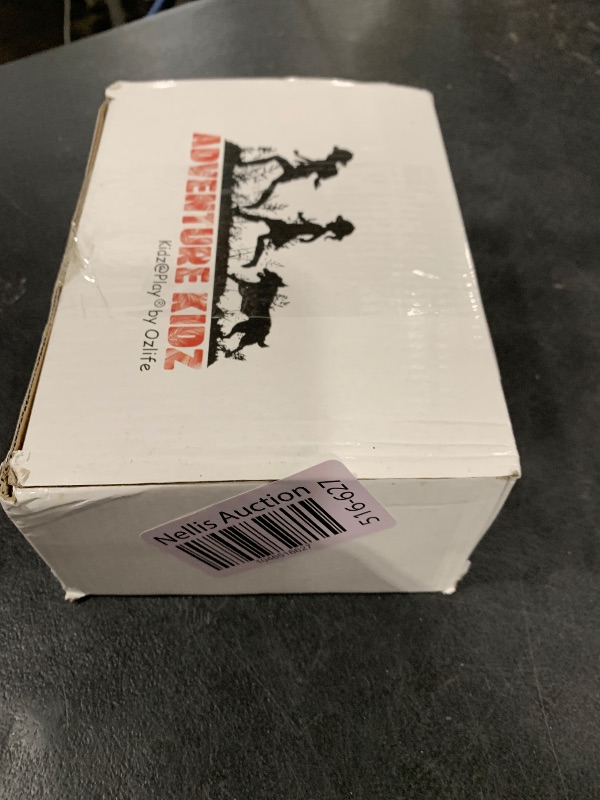 ADVENTURE KIDZ
Kidz@Play® by Ozlife
Nellis Auction
516-627